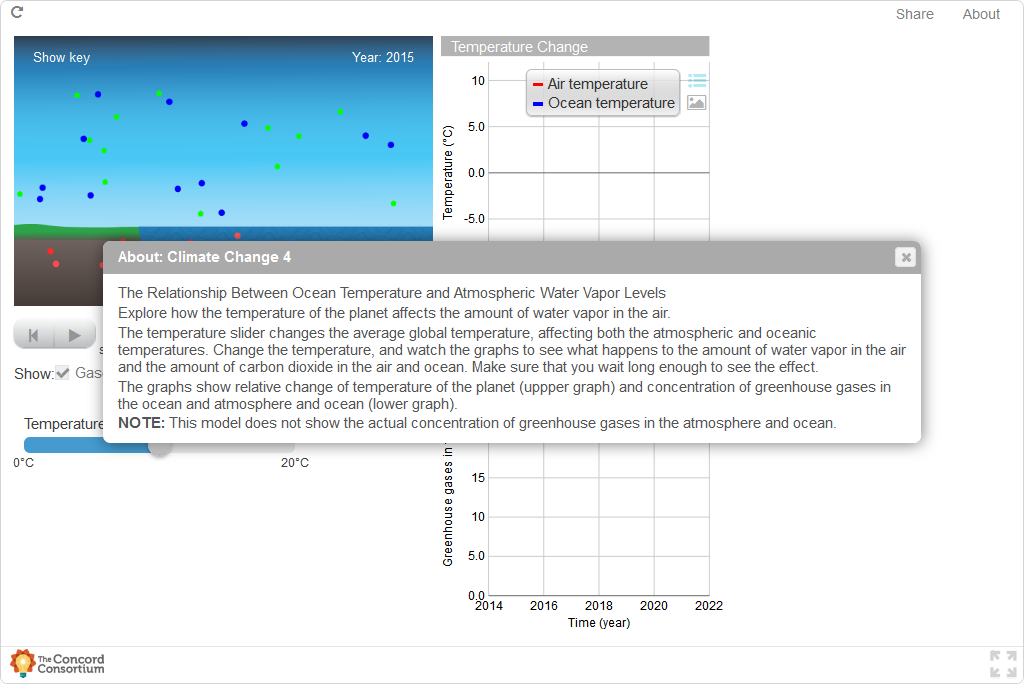 Share About
Show key
Year: 2015
Temperature Change
Air temperature
Ocean temperature
10
5.0
0.0
-5.0
Temperature (°C)
About: Climate Change 4
The Relationship Between Ocean Temperature and Atmospheric Water Vapor Levels
Explore how the temperature of the planet affects the amount of water vapor in the air.
The temperature slider changes the average global temperature, affecting both the atmospheric and oceanic
temperatures. Change the temperature, and watch the graphs to see what happens to the amount of water vapor in the air
and the amount of carbon dioxide in the air and ocean. Make sure that you wait long enough to see the effect.
The graphs show relative change of temperature of the planet (uppper graph) and concentration of greenhouse gases in
the ocean and atmosphere and ocean (lower graph).
NOTE: This model does not show the actual concentration of greenhouse gases in the atmosphere and ocean.
Show:
Temperature
0°C 20°C
Greenhouse gases in
15
10
5.0
0.0
2014 2016 2018 2020 2022
Time (year)
The Concord
Consortium